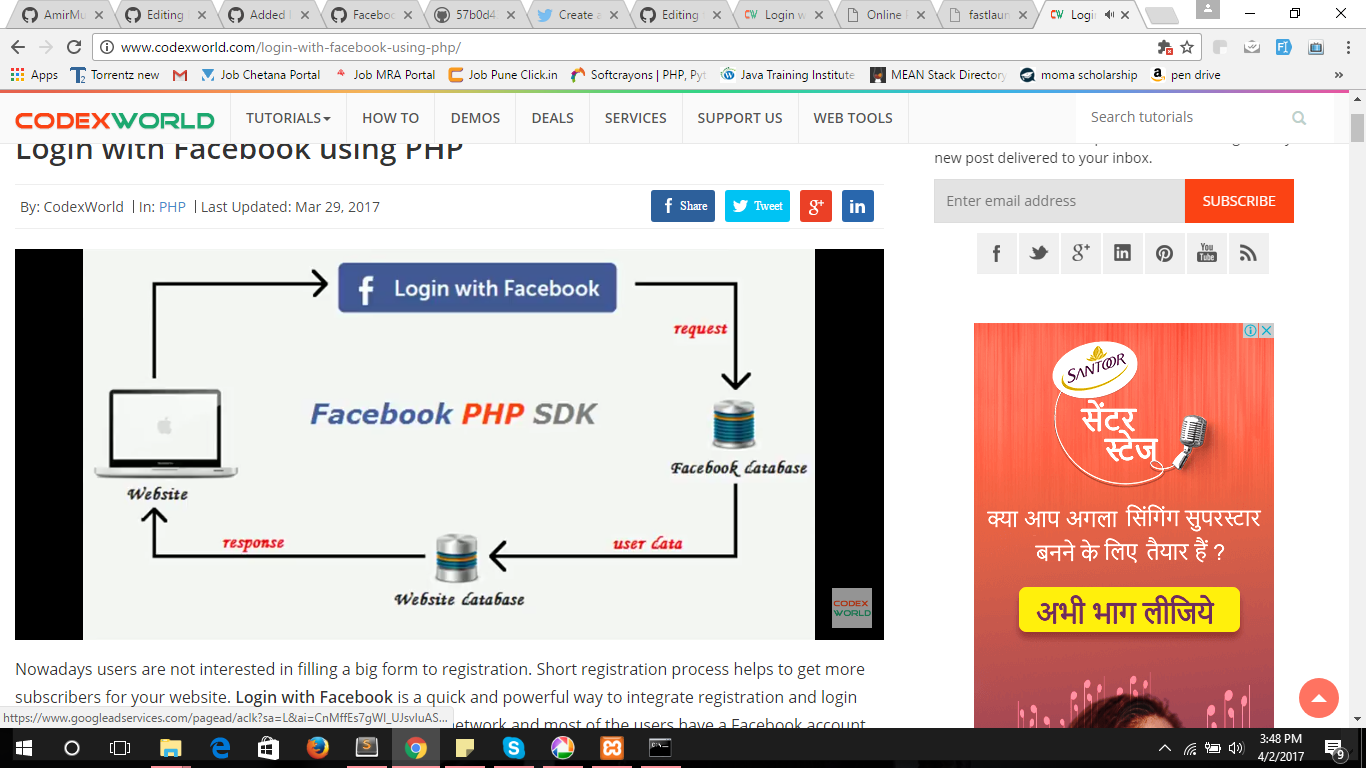 AmirMu
Editing
Added
Faceboo
57b0d4
Create a
Editing
Login w
Online
fastlaun
Logi
www.codexworld.com/login-with-facebook-using-php/
Apps
Torrentz new
Job Chetana Portal
Job MRA Portal
Job Pune Click.in
Softcrayons | PHP, Pyt
Java Training Institute
MEAN Stack Directory
moma scholarship
pen drive
»
CODEXWORLD
TUTORIALS
HOW TO
DEMOS
DEALS
SERVICES
SUPPORT US
WEB TOOLS
Search tutorials
Login with Facebook using PHP
By: CodexWorld | In: PHP | Last Updated: Mar 29, 2017
Share
Tweet
g+
in
Login with Facebook
request
Facebook PHP SDK
Facebook database
Website
response
user data
Website database
CODEX
WORLD
Nowadays users are not interested in filling a big form to registration. Short registration process helps to get more
subscribers for your website. Login with Facebook is a quick and powerful way to integrate registration and login
network and most of the users have a Facebook account.
https://www.googleadservices.com/pagead/aclk?sa=L&ai=CnMffEs7gWI_UJsvluAS...
new post delivered to your inbox.
Enter email address
SUBSCRIBE
You
Tube
SANTOOR
सेंटर
स्टेज
क्या आप अगला सिंगिंग सुपरस्टार
बनने के लिए तैयार हैं ?
अभी भाग लीजिये
3:48 PM
4/2/2017
9